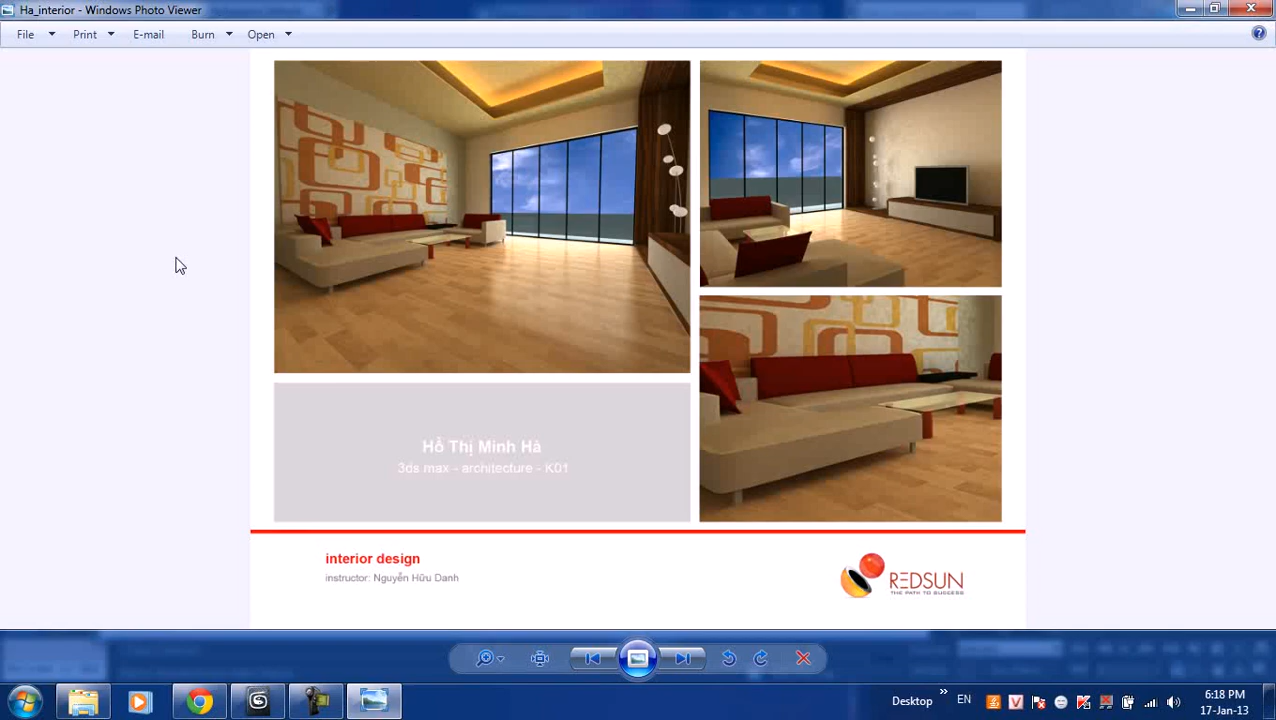 Ha_interior - Windows Photo Viewer
File Print E-mail Burn Open
Hồ Thị Minh Hà
3ds max - architecture - K01
interior design
instructor: Nguyễn Hữu Danh
REDSUN
THE PATH TO SUCCESS
Desktop » EN
6:18 PM
17-Jan-13